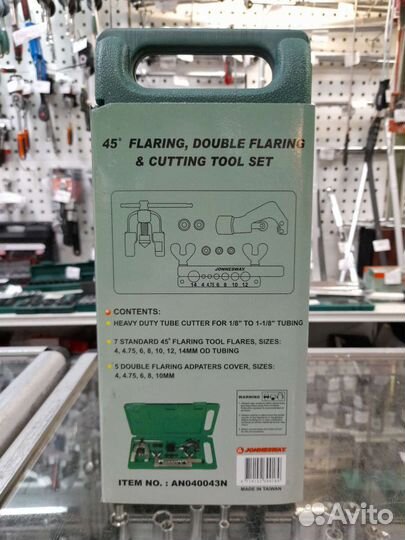 45° FLARING, DOUBLE FLARING
& CUTTING TOOL SET
JONNESWAY
14 4 4.75 6 8 10 12
CONTENTS:
HEAVY DUTY TUBE CUTTER FOR 1/8" TO 1-1/8" TUBING
7 STANDARD 45° FLARING TOOL FLARES, SIZES:
4, 4.75, 6, 8, 10, 12, 14MM OD TUBING
5 DOUBLE FLARING ADPATERS COVER, SIZES:
4, 4.75, 6, 8, 10MM
WARNING
JONNESWAY
MADE IN TAIWAN
ITEM NO. : AN040043N
Avito